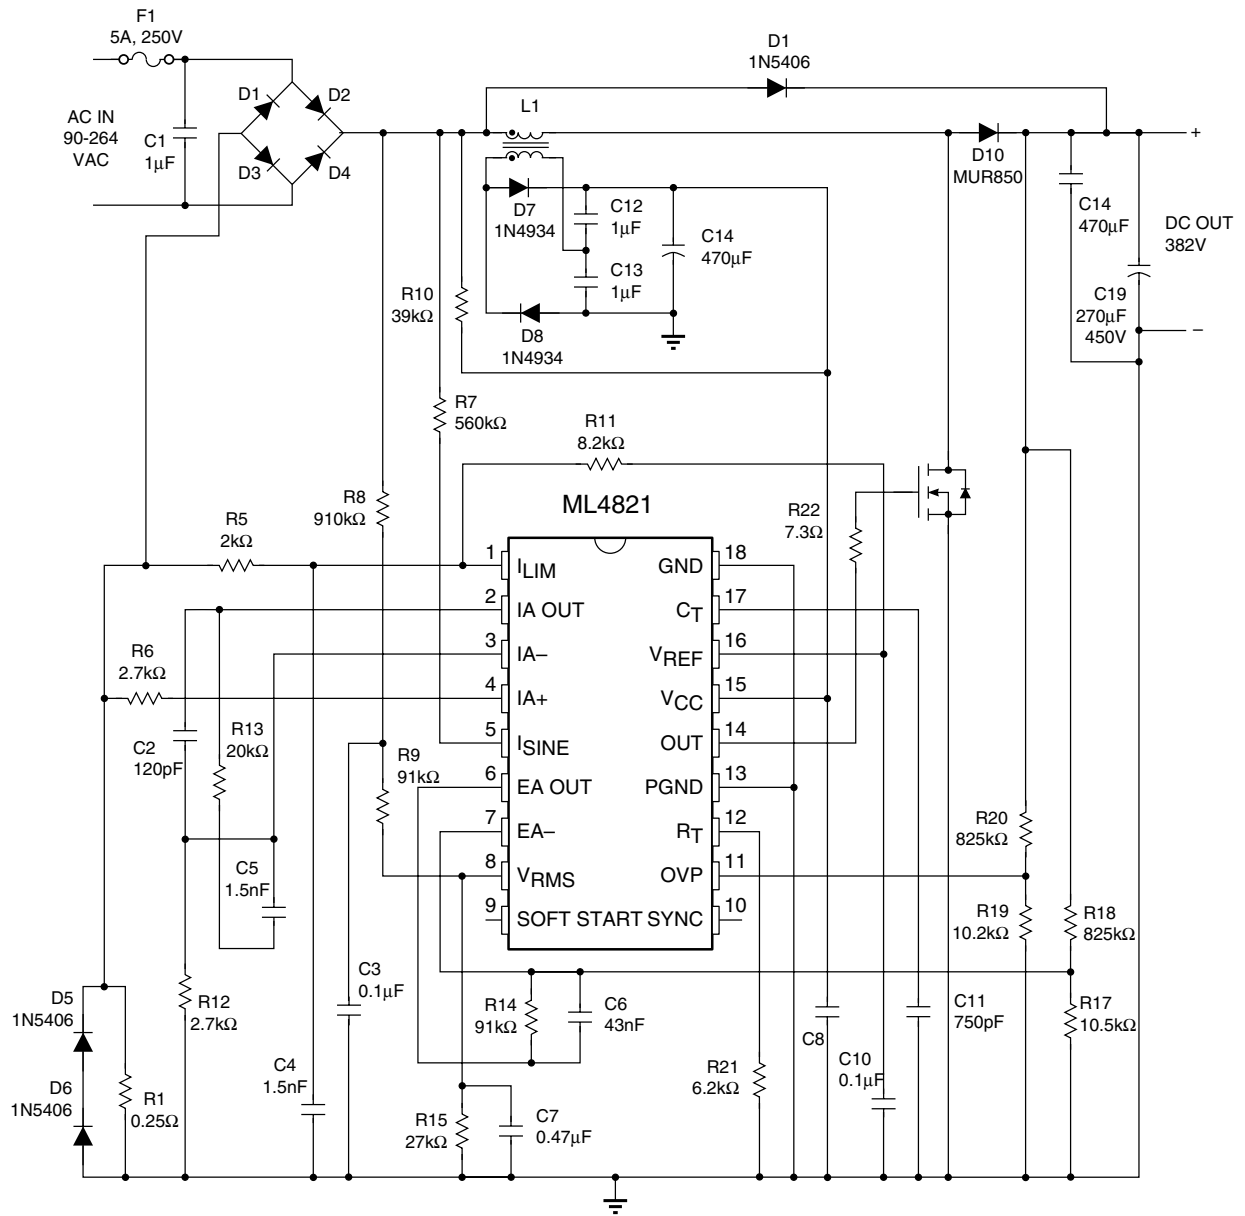 F1
5A, 250V
AC IN
90-264
VAC
C1
1µF
D1
D2
D3
D4
L1
D1
1N5406
D10
MUR850
+
C14
470µF
DC OUT
382V
C19
270µF
450V
–
D7
1N4934
C12
1µF
C13
1µF
C14
470µF
D8
1N4934
R10
39kΩ
R7
560kΩ
R11
8.2kΩ
R8
910kΩ
ML4821
R22
7.3Ω
R5
2kΩ
1
ILIM
2
IA OUT
3
IA–
4
IA+
5
ISINE
6
EA OUT
7
EA–
8
VRMS
9
SOFT START
SYNC
10
18
GND
17
CT
16
VREF
15
VCC
14
OUT
13
PGND
12
RT
11
OVP
R6
2.7kΩ
C2
120pF
R13
20kΩ
R9
91kΩ
C5
1.5nF
R20
825kΩ
R19
10.2kΩ
R18
825kΩ
R17
10.5kΩ
D5
1N5406
D6
1N5406
R1
0.25Ω
R12
2.7kΩ
C4
1.5nF
C3
0.1µF
R14
91kΩ
C6
43nF
R15
27kΩ
C7
0.47µF
R21
6.2kΩ
C8
C10
0.1µF
C11
750pF